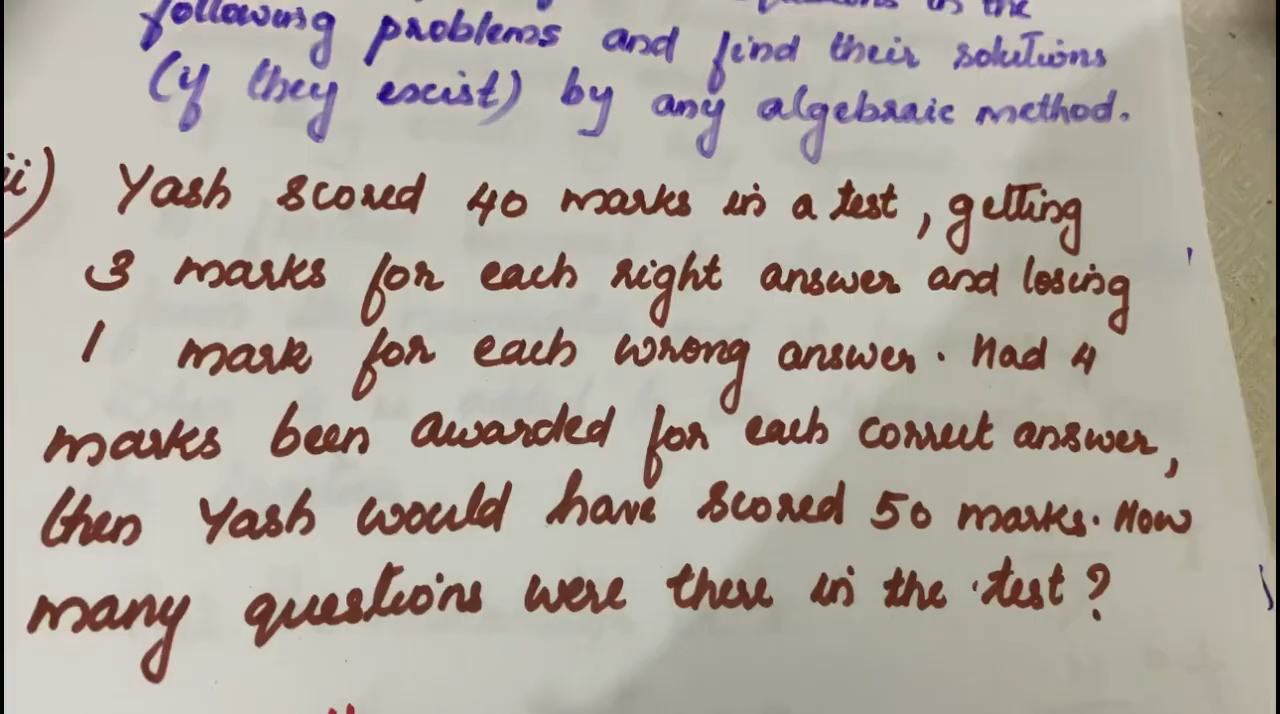 in the
following problems and find their solutions
(if they exist) by any algebraic method.
ii) Yash scored 40 marks in a test, getting
3 marks for each right answer and losing
1 mark for each wrong answer. Had 4
marks been awarded for each correct answer,
then Yash would have scored 50 marks. How
many questions were there in the test?